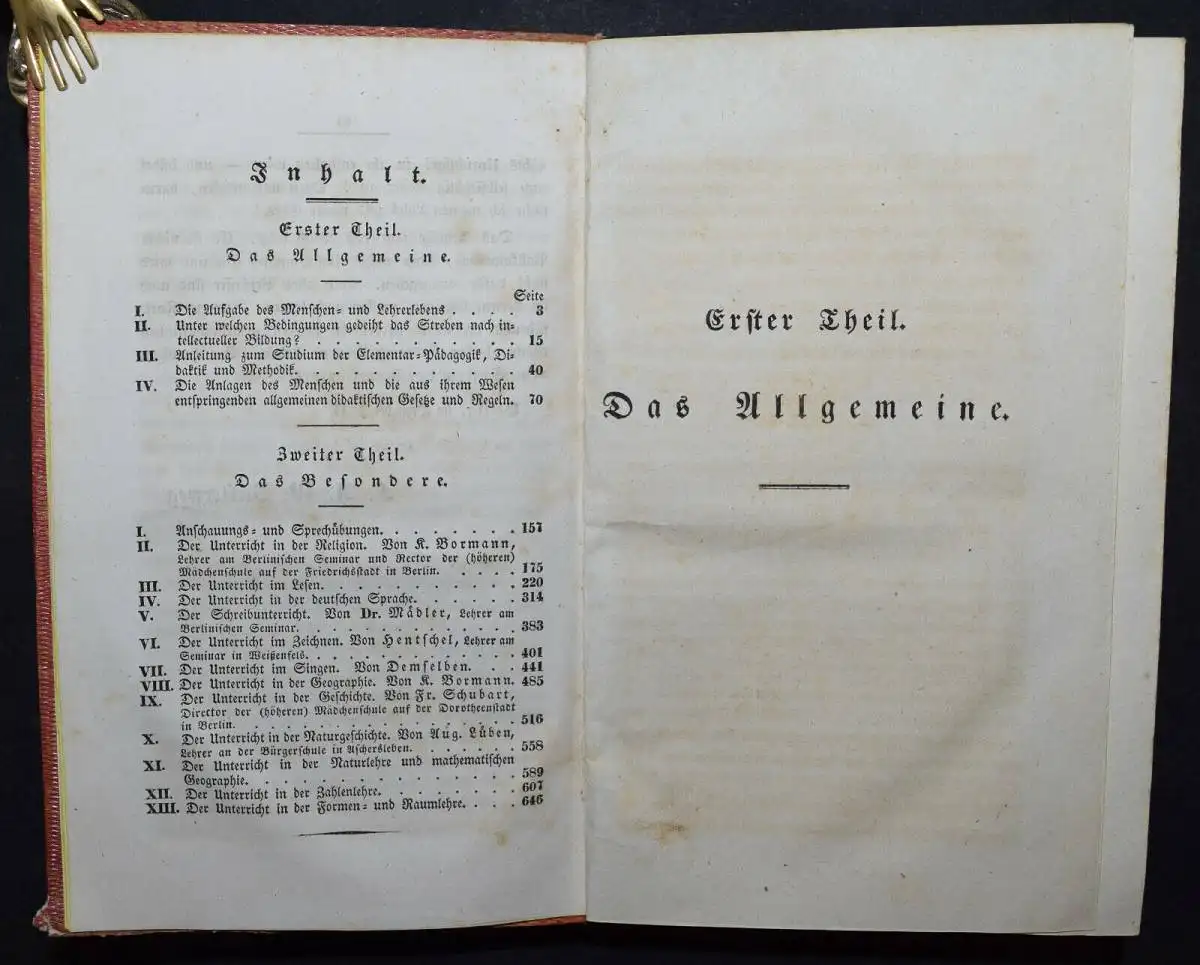 Inhalt.
Erster Theil.
Das Allgemeine.
Seite
I. Die Aufgabe des Menschen= und Lehrerlebens . . . . 3
II. Unter welchen Bedingungen gedeiht das Streben nach in=
tellectueller Bildung? . . . . . . . . . . . 15
III. Anleitung zum Studium der Elementar=Pädagogik, Di=
daktik und Methodik. . . . . . . . . . . . 40
IV. Die Anlagen des Menschen und die aus ihrem Wesen
entspringenden allgemeinen didaktischen Gesetze und Regeln. 70
Zweiter Theil.
Das Besondere.
I. Anschauungs= und Sprechübungen. . . . . . . . . 157
II. Der Unterricht in der Religion. Von K. Bormann,
Lehrer am Berlinischen Seminar und Rector der (höheren)
Mädchenschule auf der Friedrichsstadt in Berlin. . . . . 175
III. Der Unterricht im Lesen. . . . . . . . . . . 220
IV. Der Unterricht in der deutschen Sprache. . . . . . 314
V. Der Schreibunterricht. Von Dr. Mädler, Lehrer am
Berlinischen Seminar. . . . . . . . . . . . 383
VI. Der Unterricht im Zeichnen. Von Hentschel, Lehrer am
Seminar in Weißenfels. . . . . . . . . . . . 401
VII. Der Unterricht im Singen. Von Demselben. . . 441
VIII. Der Unterricht in der Geographie. Von K. Bormann. 485
IX. Der Unterricht in der Geschichte. Von Fr. Schubart,
Director der (höheren) Mädchenschule auf der Dorotheenstadt
in Berlin. . . . . . . . . . . . . . . . 516
X. Der Unterricht in der Naturgeschichte. Von Aug. Lüben,
Lehrer an der Bürgerschule in Aschersleben. . . . . . . 558
XI. Der Unterricht in der Naturlehre und mathematischen
Geographie. . . . . . . . . . . . . . . 589
XII. Der Unterricht in der Zahlenlehre. . . . . . . . 607
XIII. Der Unterricht in der Formen= und Raumlehre. . . . 646
Erster Theil.
Das Allgemeine.